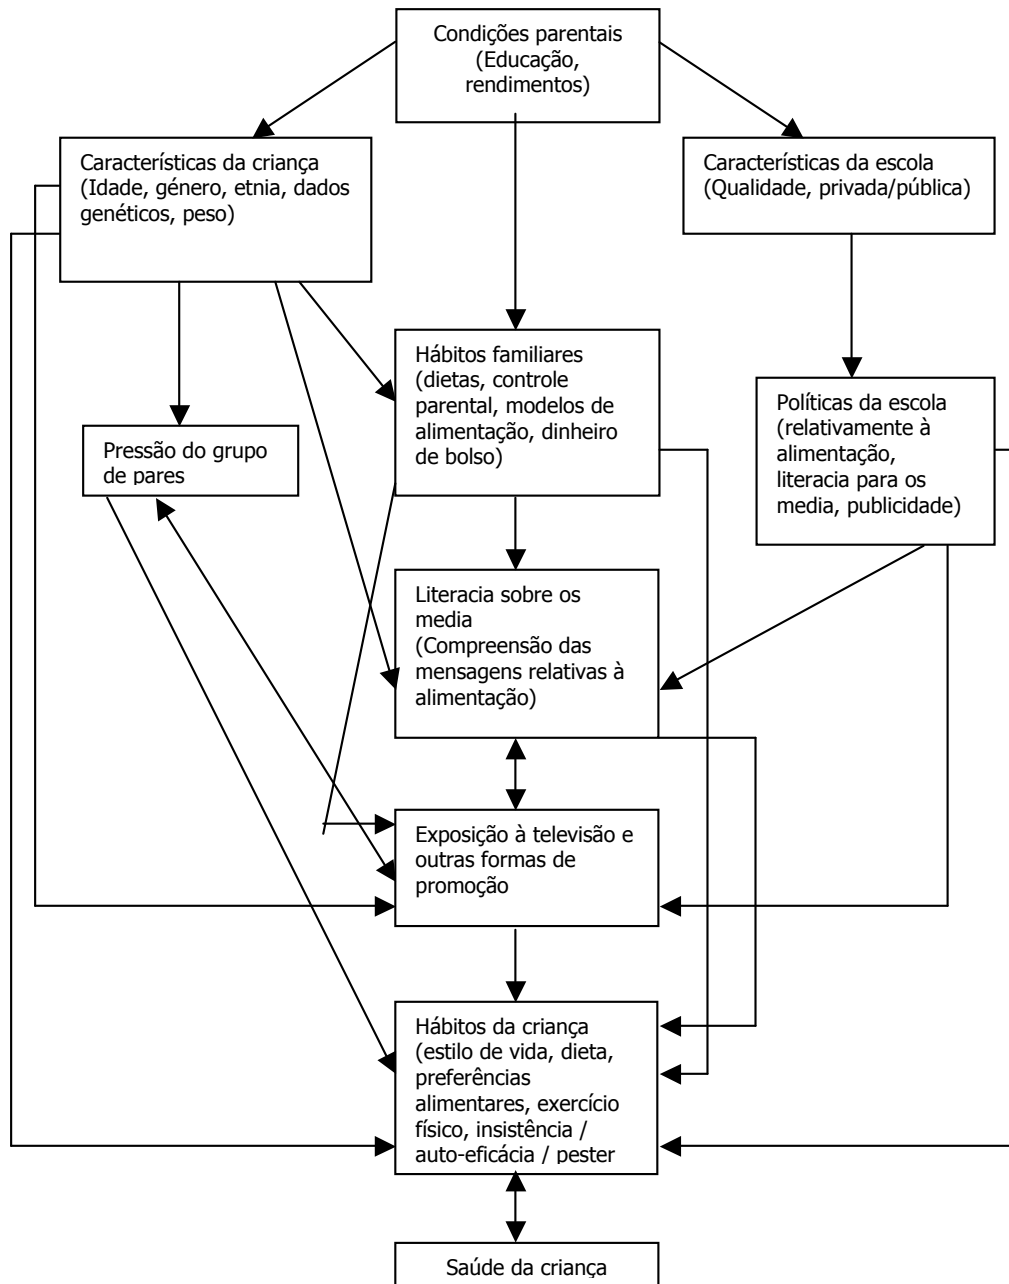 Condições parentais
(Educação,
rendimentos)
Características da criança
(Idade, género, etnia, dados
genéticos, peso)
Características da escola
(Qualidade, privada/pública)
Hábitos familiares
(dietas, controle
parental, modelos de
alimentação, dinheiro
de bolso)
Políticas da escola
(relativamente à
alimentação,
literacia para os
media, publicidade)
Pressão do grupo
de pares
Literacia sobre os
media
(Compreensão das
mensagens relativas à
alimentação)
Exposição à televisão e
outras formas de
promoção
Hábitos da criança
(estilo de vida, dieta,
preferências
alimentares, exercício
físico, insistência /
auto-eficácia / pester
Saúde da criança